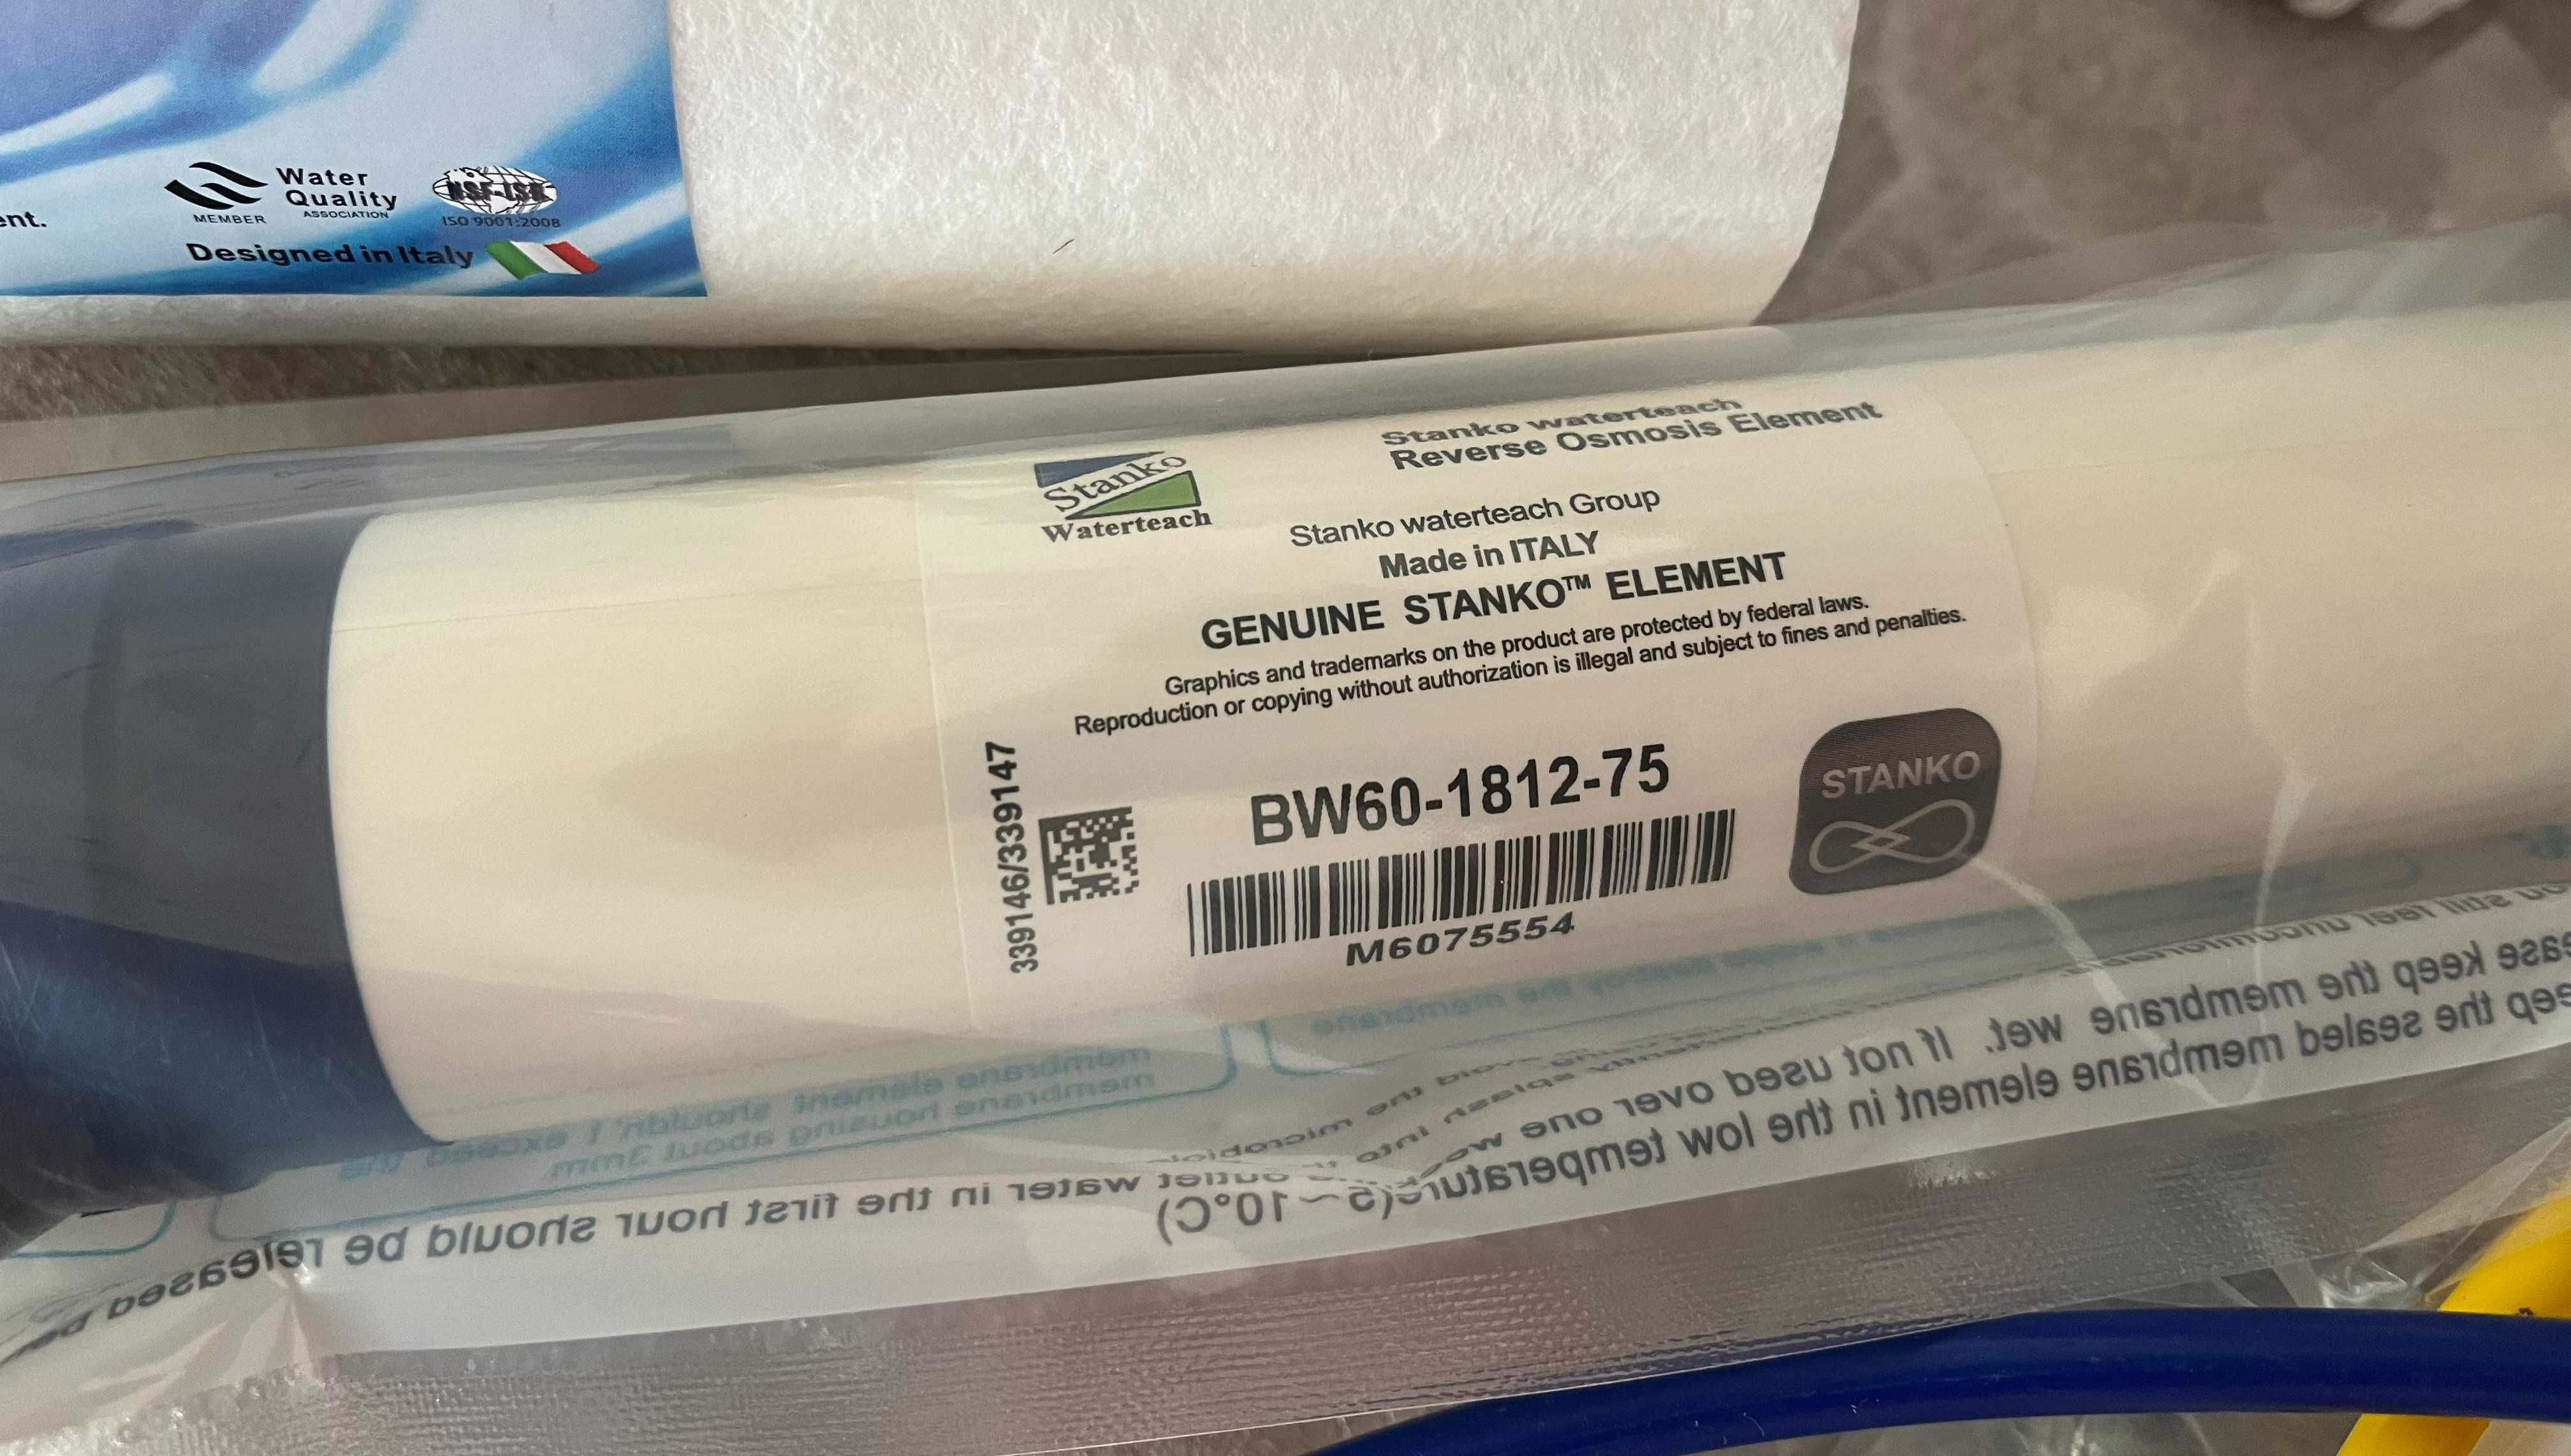 ent.
Water
Quality
ASSOCIATION
MEMBER
NSF-ISR
ISO 9001:2008
Designed in Italy
Stanko
Waterteach
Stanko waterteach
Reverse Osmosis Element
Stanko waterteach Group
Made in ITALY
GENUINE STANKO™ ELEMENT
Graphics and trademarks on the product are protected by federal laws.
Reproduction or copying without authorization is illegal and subject to fines and penalties.
339146/339147
BW60-1812-75
M6075554
STANKO
membrane element shouldn't exceed the
membrane housing about 3mm
outlet water in the first hour should be released
ease keep the membrane wet. If not used over one
eep the sealed membrane element in the low temperature(5~10°C)